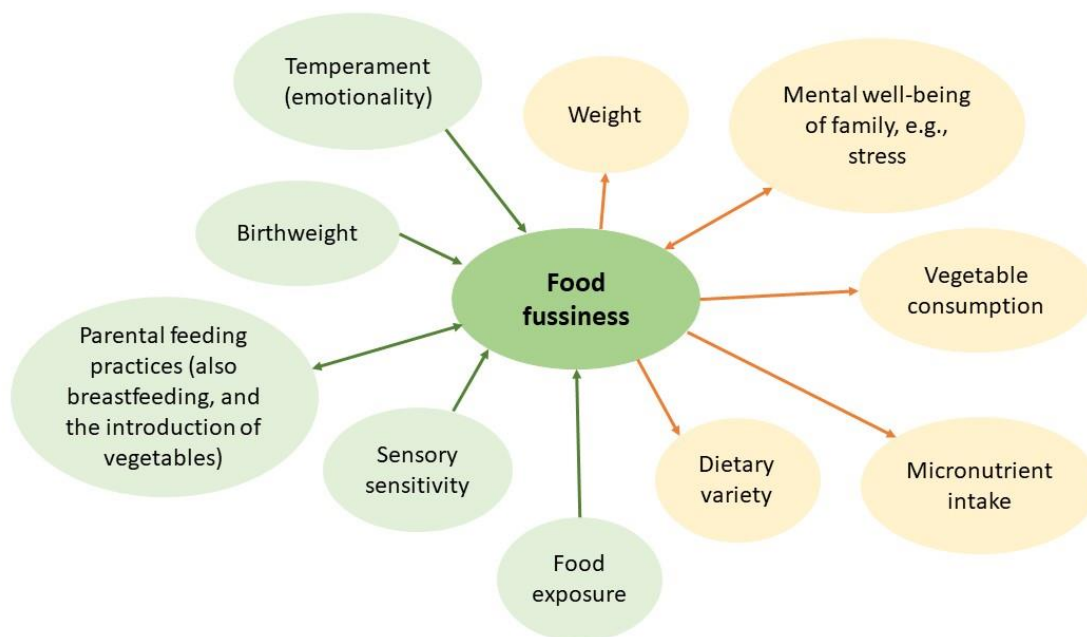 Temperament
(emotionality)
Weight
Mental well-being
of family, e.g.,
stress
Birthweight
Food
fussiness
Vegetable
consumption
Parental feeding
practices (also
breastfeeding, and
the introduction of
vegetables)
Sensory
sensitivity
Dietary
variety
Micronutrient
intake
Food
exposure